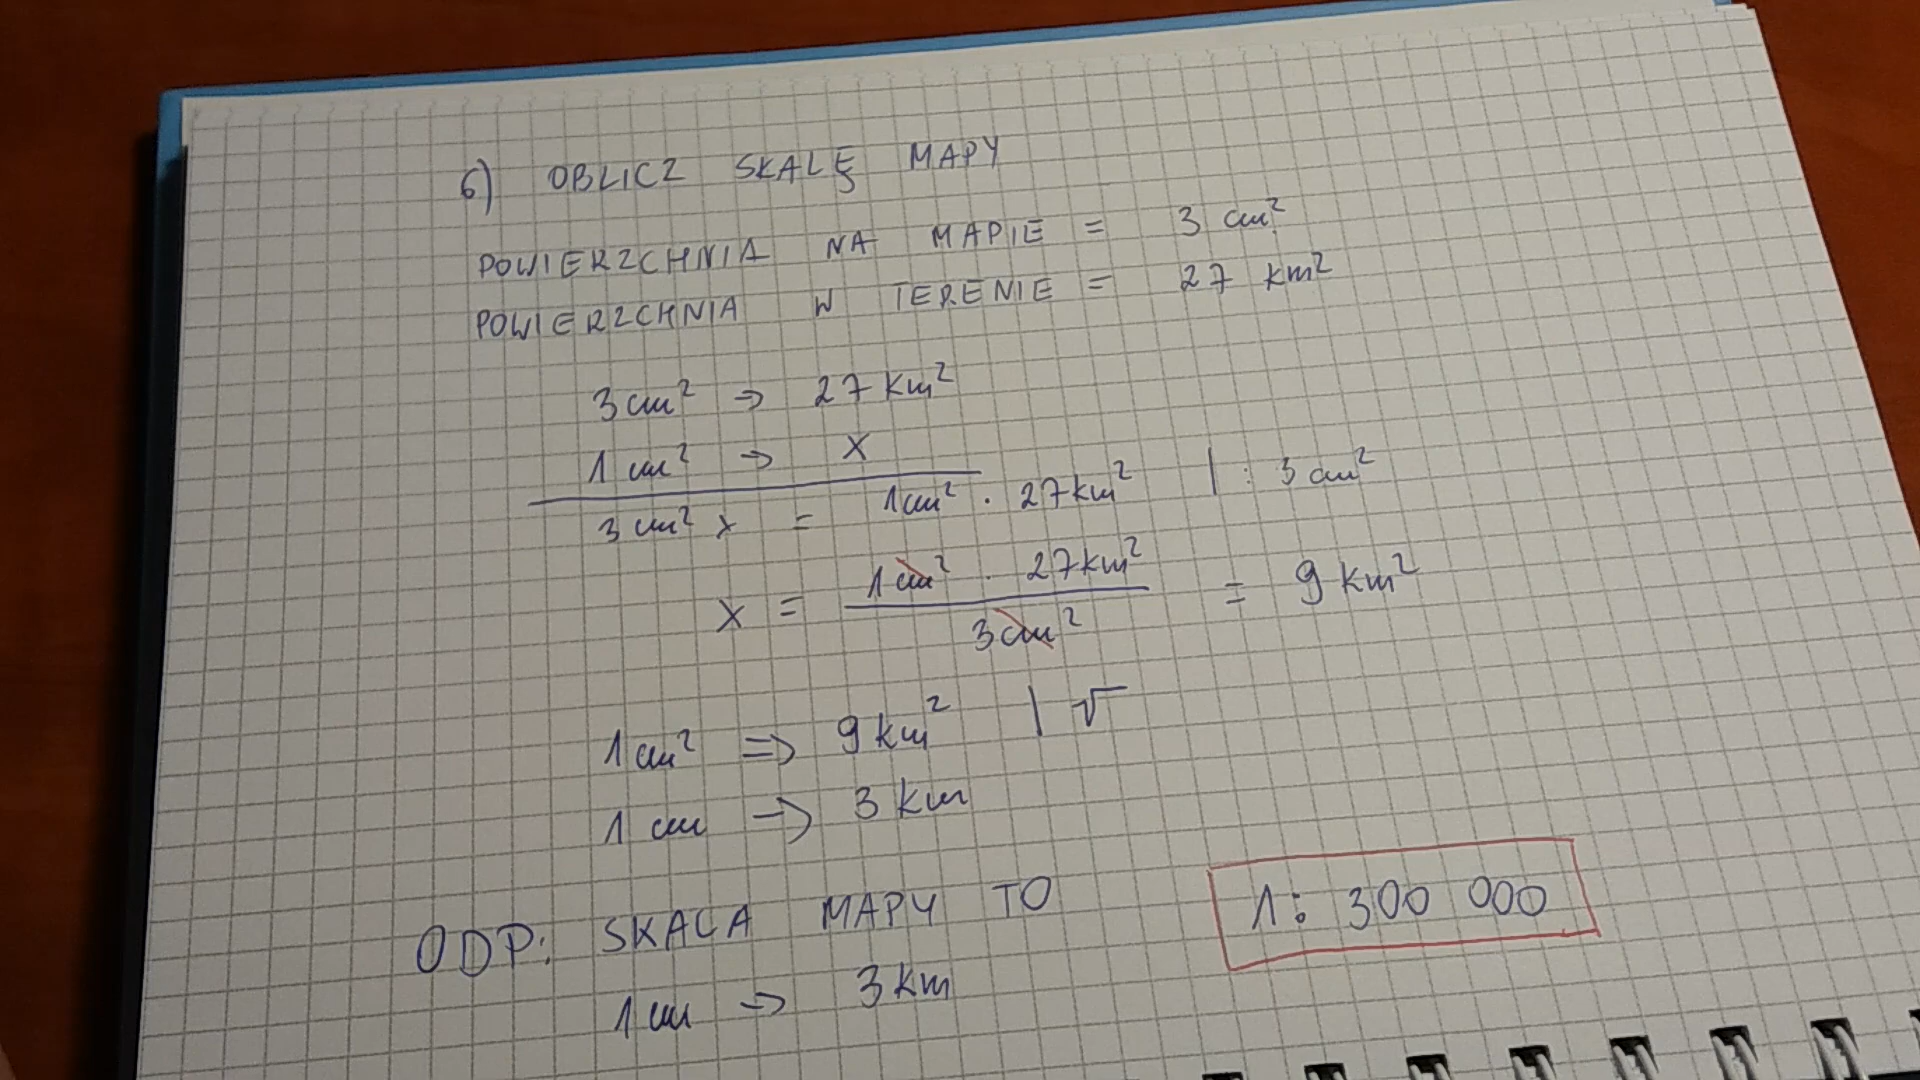 6) OBLICZ SKALĘ MAPY
POWIERZCHNIA NA MAPIE = 3 cm²
POWIERZCHNIA W TERENIE = 27 km²
3 cm² → 27 km²
1 cm² → x
3 cm² x = 1 cm² · 27 km² | : 3 cm²
x = 1 cm² · 27 km² / 3 cm² = 9 km²
1 cm² ⇒ 9 km² | √
1 cm → 3 km
ODP: SKALA MAPY TO 1: 300 000
1 cm → 3 km